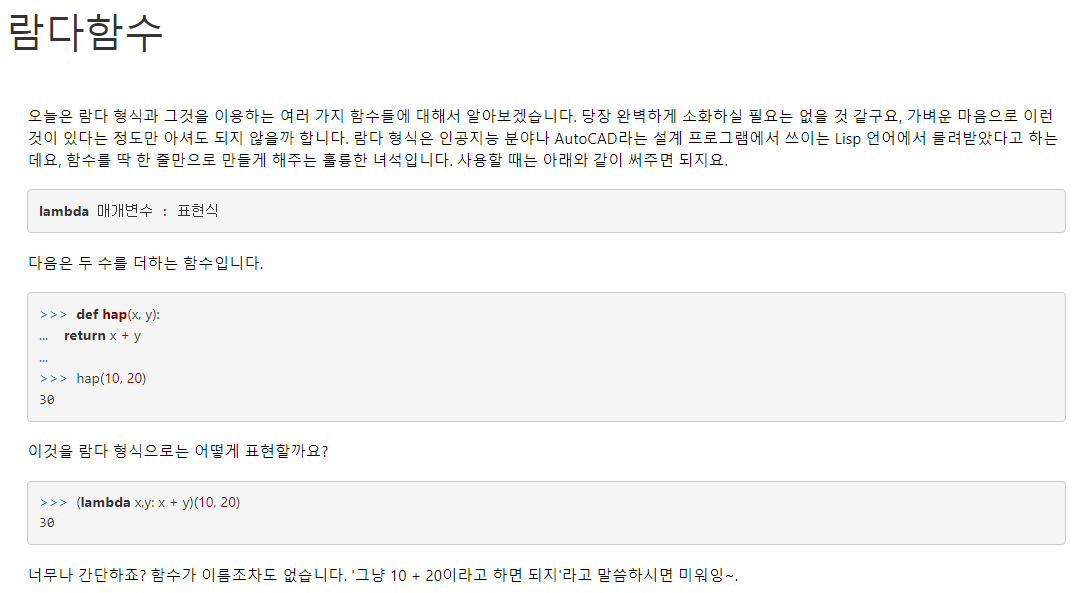 람다함수
오늘은 람다 형식과 그것을 이용하는 여러 가지 함수들에 대해서 알아보겠습니다. 당장 완벽하게 소화하실 필요는 없을 것 같구요, 가벼운 마음으로 이런
것이 있다는 정도만 아셔도 되지 않을까 합니다. 람다 형식은 인공지능 분야나 AutoCAD라는 설계 프로그램에서 쓰이는 Lisp 언어에서 물려받았다고 하는
데요, 함수를 딱 한 줄만으로 만들게 해주는 훌륭한 녀석입니다. 사용할 때는 아래와 같이 써주면 되지요.
lambda 매개변수 : 표현식
다음은 두 수를 더하는 함수입니다.
>>> def hap(x, y):
... return x + y
...
>>> hap(10, 20)
30
이것을 람다 형식으로는 어떻게 표현할까요?
>>> (lambda x,y: x + y)(10, 20)
30
너무나 간단하죠? 함수가 이름조차도 없습니다. '그냥 10 + 20이라고 하면 되지'라고 말씀하시면 미워잉~.